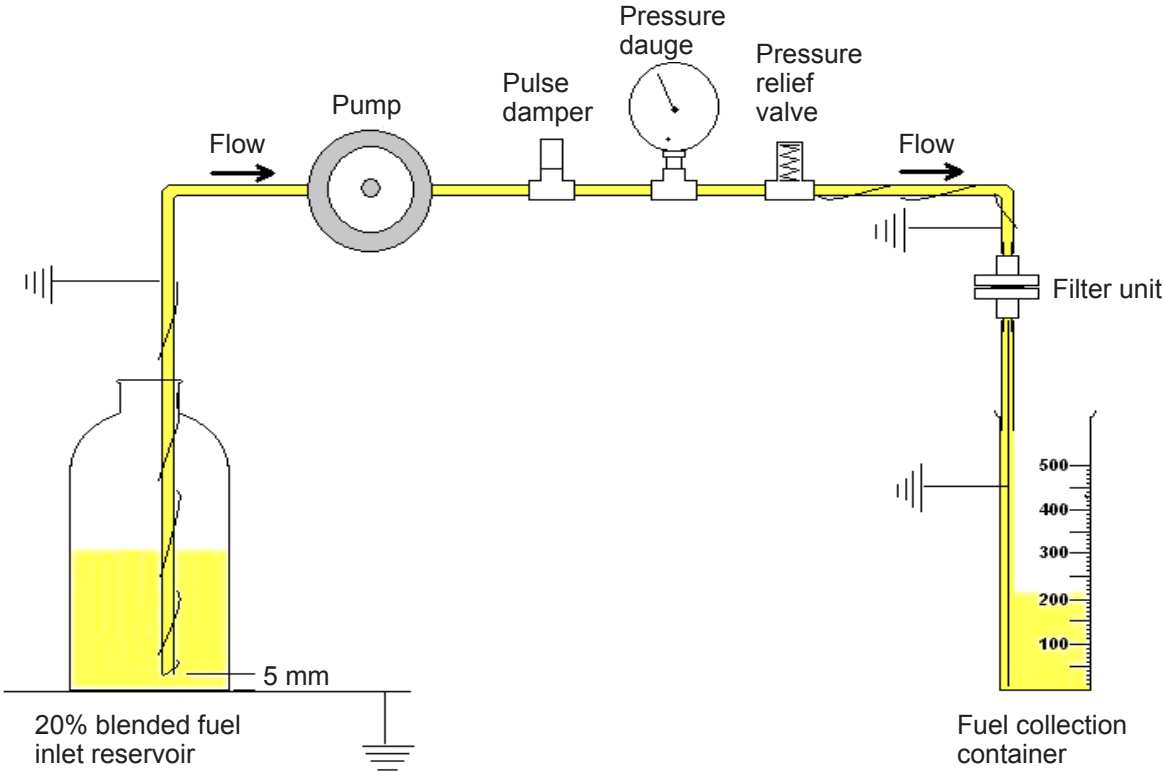 Pressure
dauge
Pressure
relief
valve
Pulse
damper
Pump
Flow
Flow
Filter unit
500
400
300
200
100
5 mm
20% blended fuel
inlet reservoir
Fuel collection
container